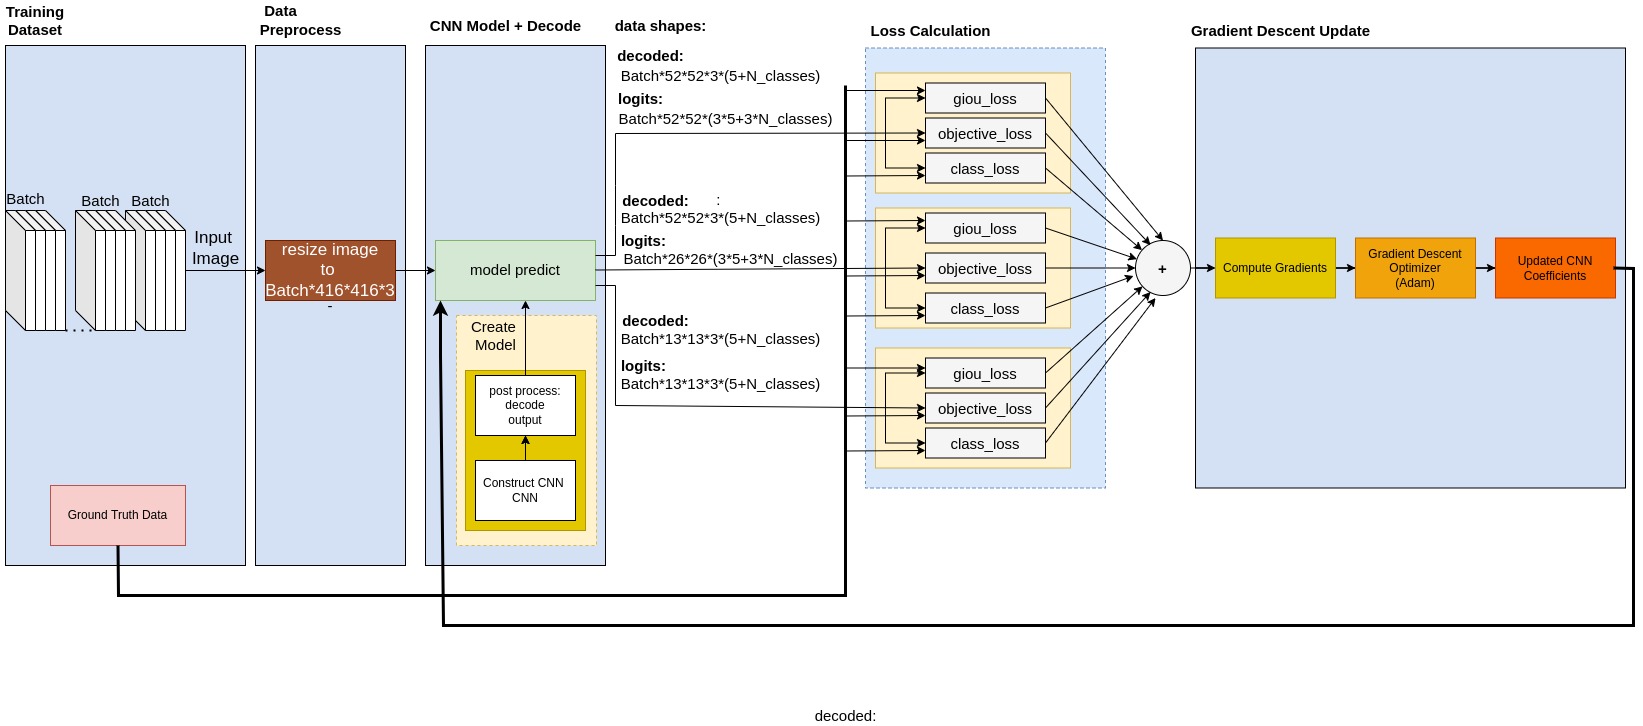 Training
Dataset
Data
Preprocess
CNN Model + Decode
data shapes:
Loss Calculation
Gradient Descent Update
Batch
Batch
Batch
....
Input
Image
Ground Truth Data
resize image
to
Batch*416*416*3
-
model predict
Create
Model
post process:
decode
output
Construct CNN
CNN
decoded:
Batch*52*52*3*(5+N_classes)
logits:
Batch*52*52*(3*5+3*N_classes)
decoded: :
Batch*52*52*3*(5+N_classes)
logits:
Batch*26*26*(3*5+3*N_classes)
decoded:
Batch*13*13*3*(5+N_classes)
logits:
Batch*13*13*3*(5+N_classes)
giou_loss
objective_loss
class_loss
giou_loss
objective_loss
class_loss
giou_loss
objective_loss
class_loss
+
Compute Gradients
Gradient Descent
Optimizer
(Adam)
Updated CNN
Coefficients
decoded: